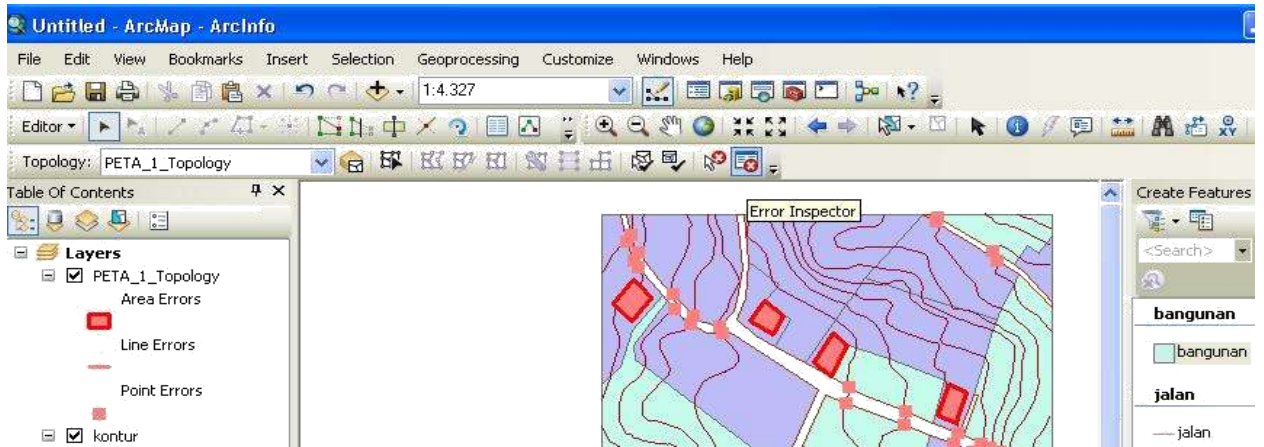 Untitled - ArcMap - ArcInfo
File Edit View Bookmarks Insert Selection Geoprocessing Customize Windows Help
1:4.327
Editor
Topology: PETA_1_Topology
Table Of Contents
Error Inspector
Create Features
<Search>
Layers
PETA_1_Topology
Area Errors
Line Errors
Point Errors
kontur
bangunan
bangunan
jalan
jalan
XY